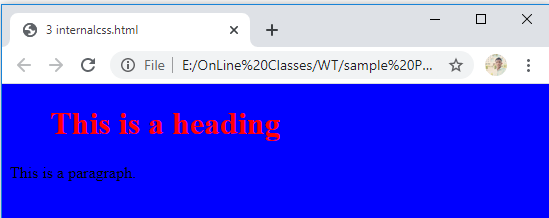 3 internalcss.html
File
E:/OnLine%20Classes/WT/sample%20P...
This is a heading
This is a paragraph.